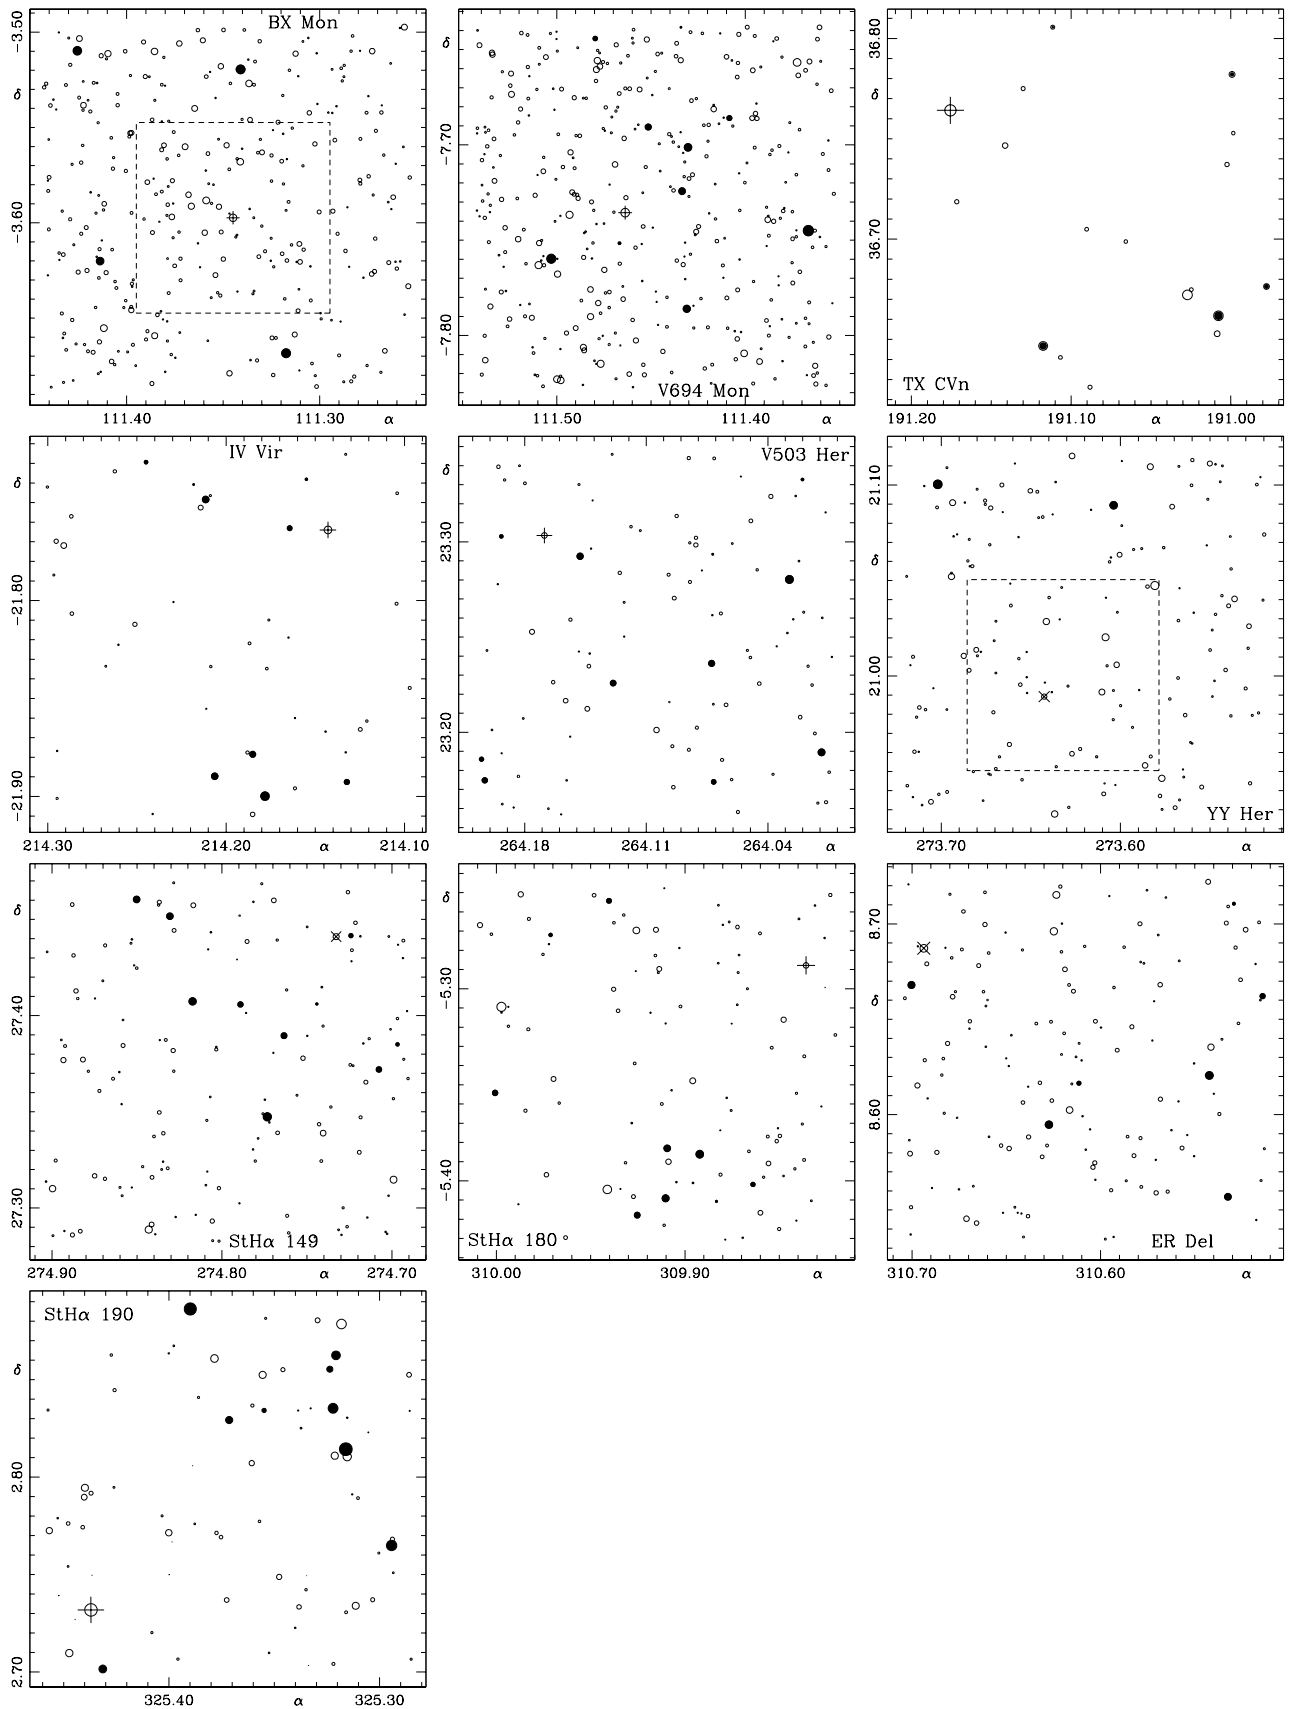 BX Mon
−3.50
δ
−3.60
111.40
111.30
α
V694 Mon
δ
−7.70
−7.80
111.50
111.40
α
TX CVn
36.80
δ
36.70
191.20
191.10
α
191.00
IV Vir
δ
−21.80
−21.90
214.30
214.20
α
214.10
V503 Her
δ
23.30
23.20
264.18
264.11
264.04
α
YY Her
21.10
δ
21.00
273.70
273.60
α
StHα 149
δ
27.40
27.30
274.90
274.80
α
274.70
StHα 180
δ
−5.30
−5.40
310.00
309.90
α
ER Del
8.70
δ
8.60
310.70
310.60
α
StHα 190
δ
2.80
2.70
325.40
α
325.30